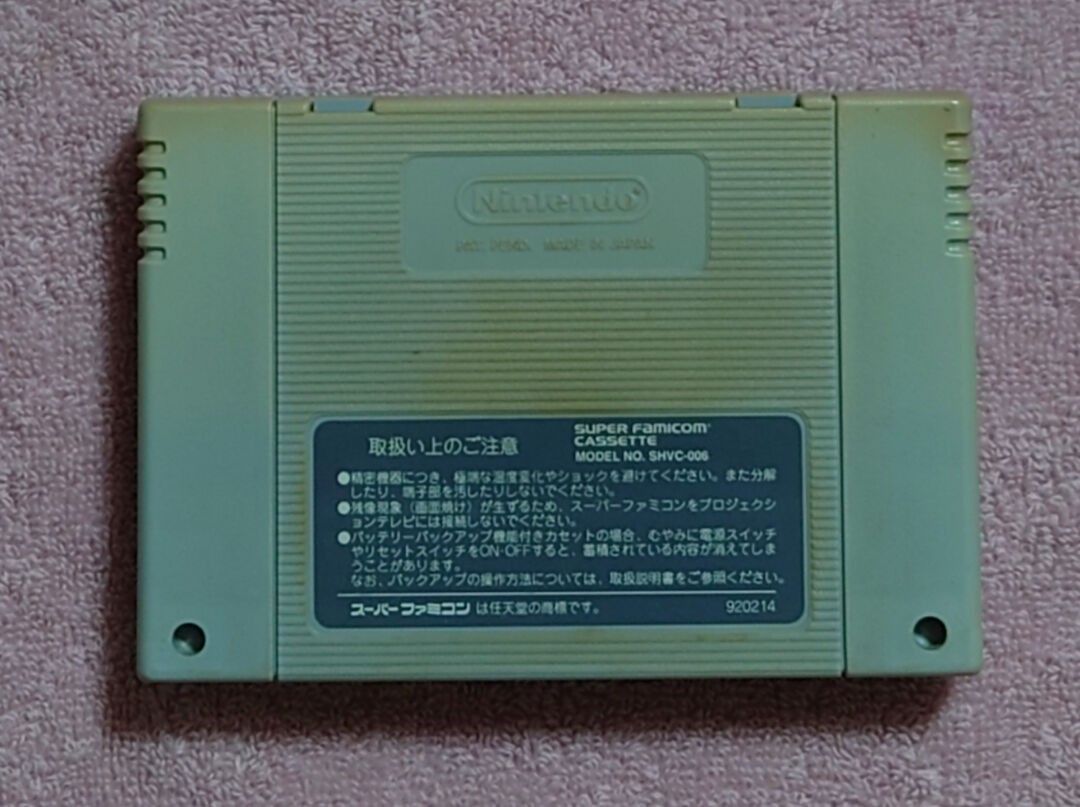 Nintendo®
PAT. PEND. MADE IN JAPAN
取扱い上のご注意
SUPER FAMICOM®
CASSETTE
MODEL NO. SHVC-006
●精密機器につき、極端な温度変化やショックを避けてください。また分解
したり、端子部を汚したりしないでください。
●残像現象（画面焼け）が生ずるため、スーパーファミコンをプロジェクシ
ョンテレビには接続しないでください。
●バッテリーバックアップ機能付きカセットの場合、むやみに電源スイッチ
やリセットスイッチをON・OFFすると、蓄積されている内容が消えてしま
うことがあります。
なお、バックアップの操作方法については、取扱説明書をご参照ください。
スーパーファミコン は任天堂の商標です。
920214